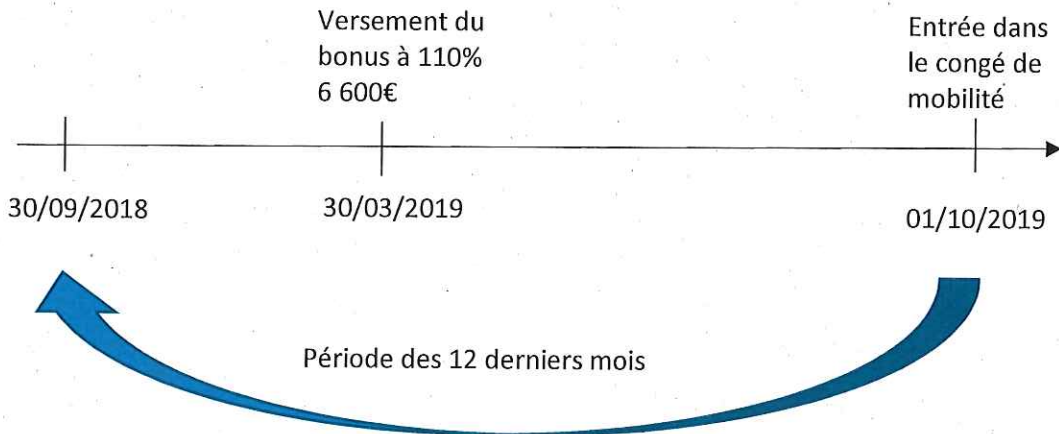 Versement du
bonus à 110%
6 600€
Entrée dans
le congé de
mobilité
30/09/2018
30/03/2019
01/10/2019
Période des 12 derniers mois